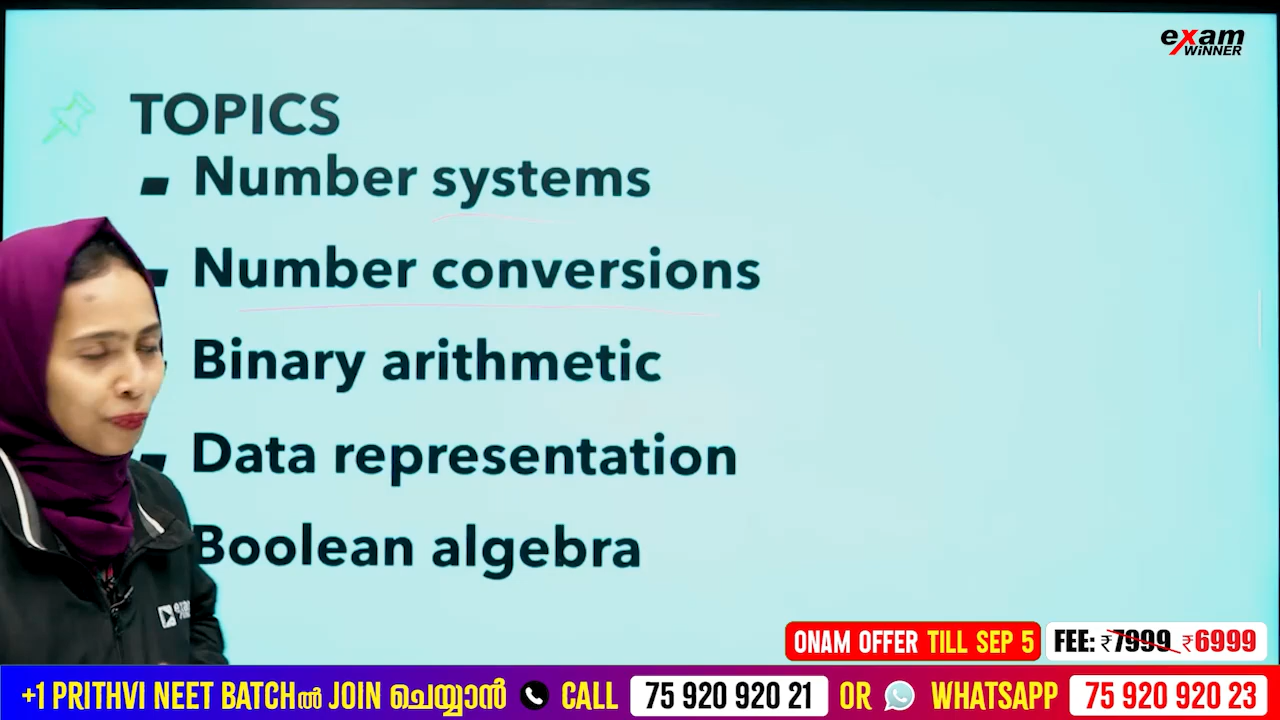 exam
WiNNER
TOPICS
Number systems
Number conversions
Binary arithmetic
Data representation
Boolean algebra
ONAM OFFER TILL SEP 5 FEE: ₹7999 ₹6999
+1 PRITHVI NEET BATCHൽ JOIN ചെയ്യാൻ CALL 75 920 920 21 OR WHATSAPP 75 920 920 23